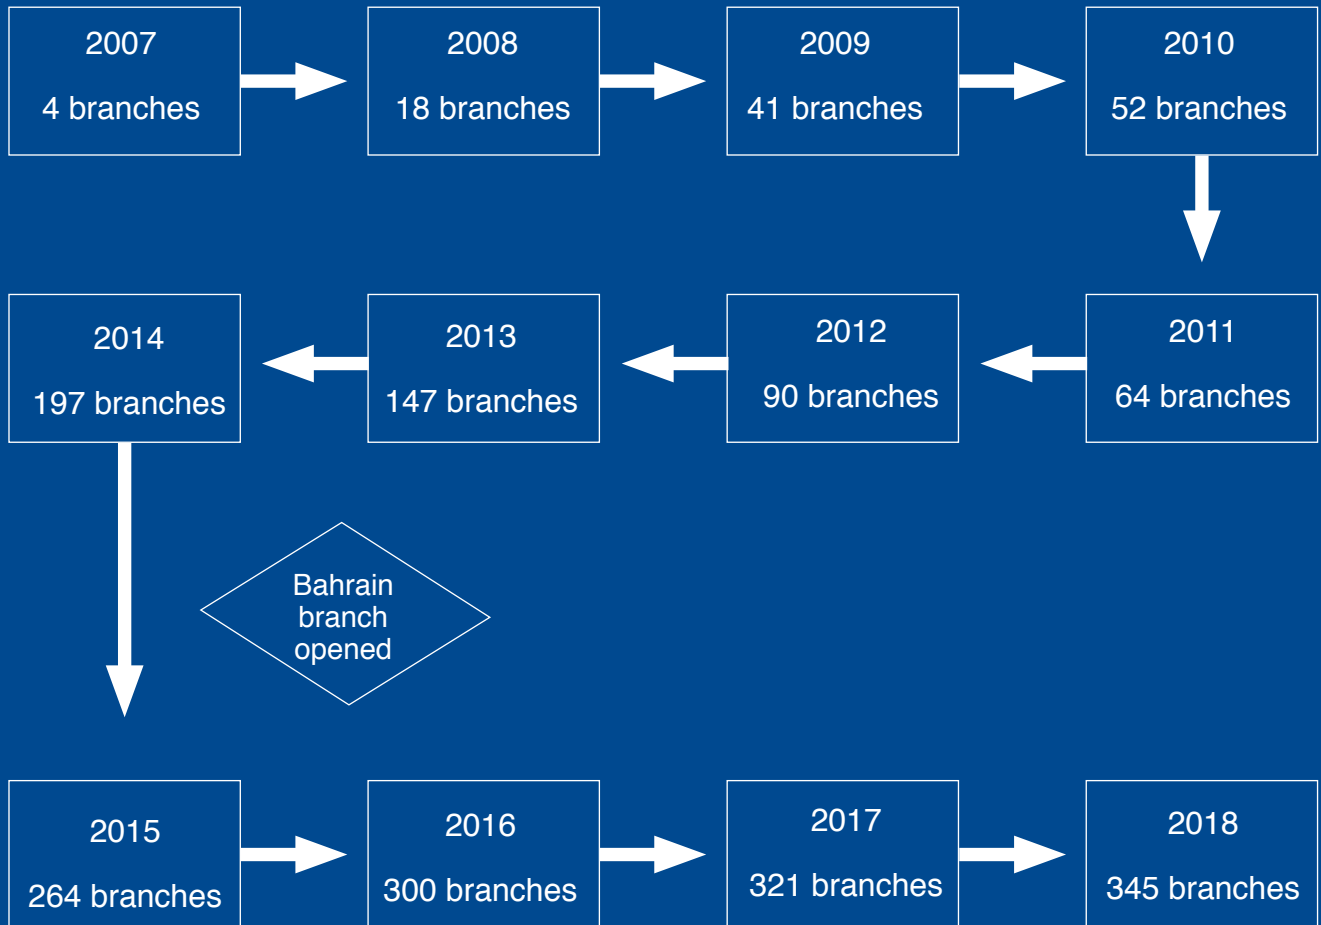 2007
4 branches
2008
18 branches
2009
41 branches
2010
52 branches
2011
64 branches
2012
90 branches
2013
147 branches
2014
197 branches
Bahrain
branch
opened
2015
264 branches
2016
300 branches
2017
321 branches
2018
345 branches